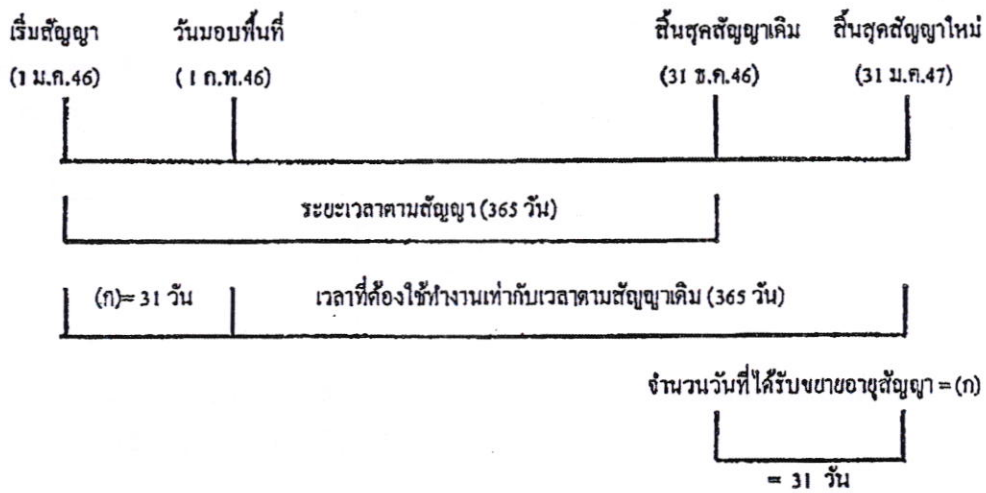 เริ่มสัญญา วันมอบพื้นที่ สิ้นสุดสัญญาเดิม สิ้นสุดสัญญาใหม่
(1 ม.ค.46) (1 ก.พ.46) (31 ธ.ค.46) (31 ม.ค.47)
ระยะเวลาตามสัญญา (365 วัน)
(ก)= 31 วัน เวลาที่ต้องใช้ทำงานเท่ากับเวลาตามสัญญาเดิม (365 วัน)
จำนวนวันที่ได้รับขยายอายุสัญญา = (ก)
= 31 วัน